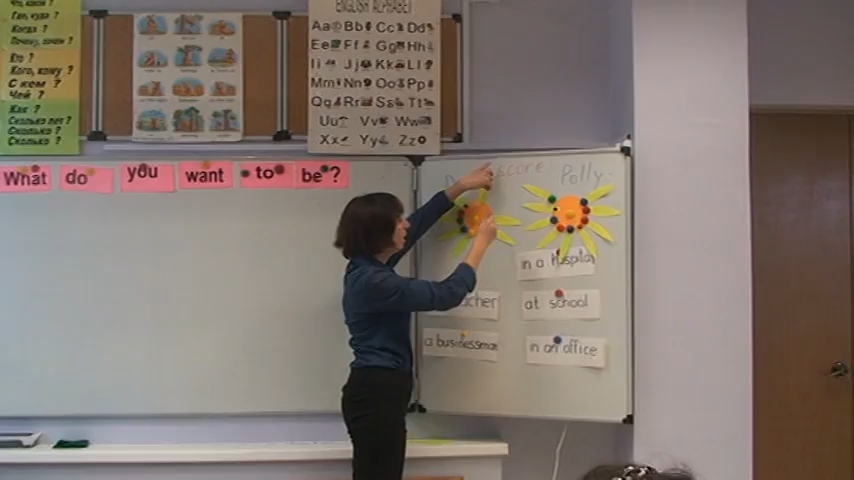 Что, какой?
Где, куда?
Когда?
Почему, зачем?
Кто?
Кого, кому?
С кем?
Чей?
Как?
Сколько лет?
Сколько?
ENGLISH ALPHABET
Aa Bb Cc Dd
Ee Ff Gg Hh
Ii Jj Kk Ll
Mm Nn Oo Pp
Qq Rr Ss Tt
Uu Vv Ww
Xx Yy Zz
What do you want to be?
score Polly
in a hospital
at school
a businessman
in an office